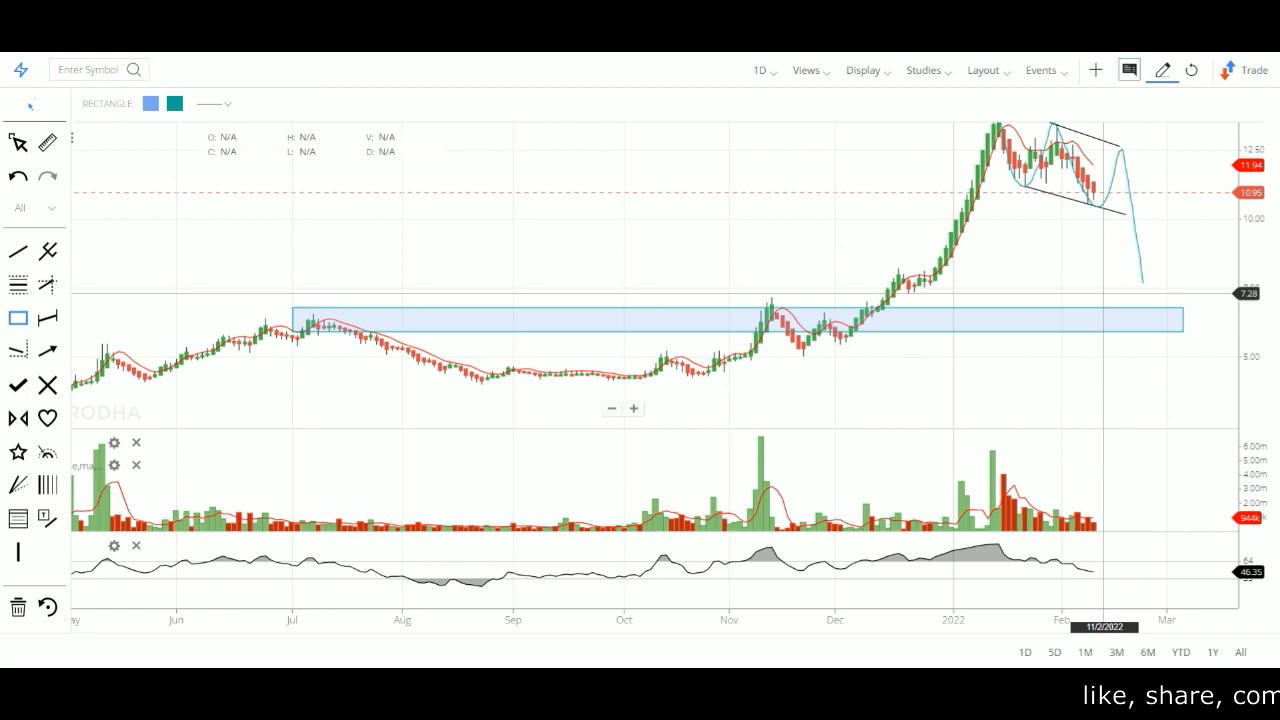 Enter Symbol 1D Views Display Studies Layout Events Trade
RECTANGLE:
O: N/A H: N/A V: N/A
C: N/A L: N/A D: N/A
All
12.50
11.94
10.95
10.00
7.28
5.00
RODHA
6.00m
e,ma,...
5.00m
4.00m
3.00m
2.00m
944k
64
46.35
ay Jun Jul Aug Sep Oct Nov Dec 2022 Feb Mar
11/2/2022
1D 5D 1M 3M 6M YTD 1Y All
like, share, com